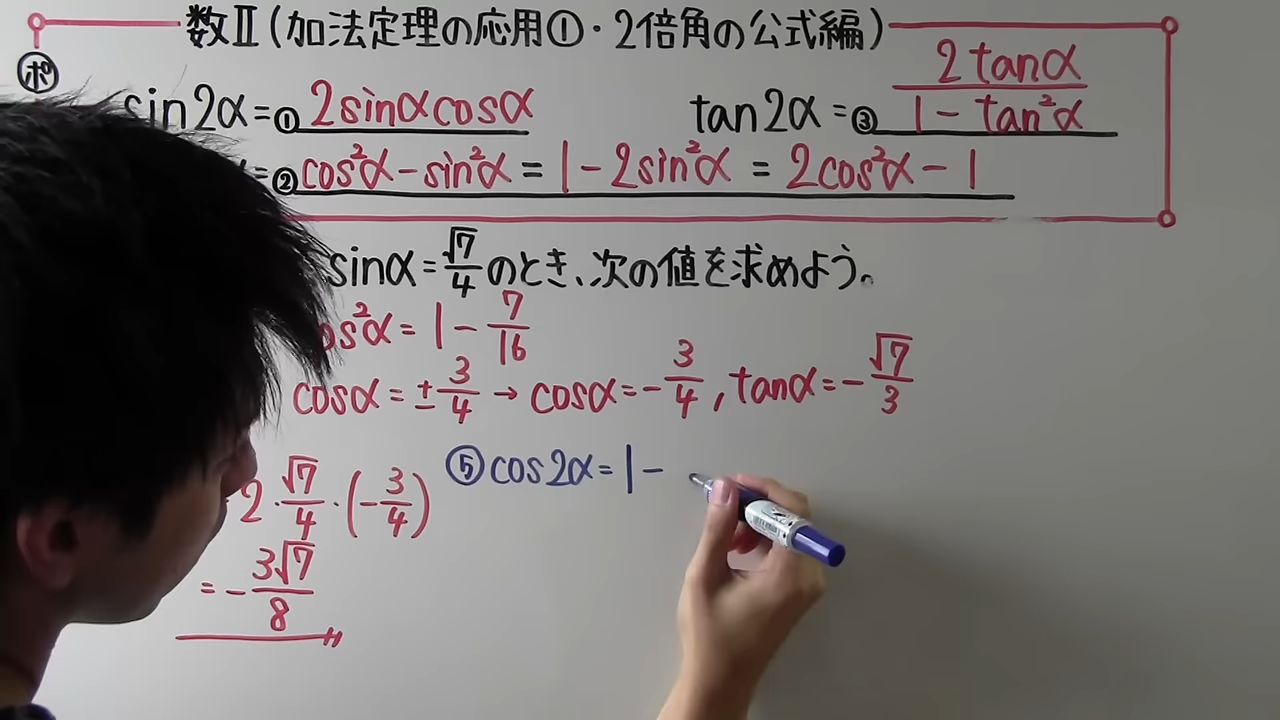 数Ⅱ(加法定理の応用①・2倍角の公式編)
ポ
sin2α=① 2sinαcosα
tan2α=③ 2tanα/(1-tan²α)
α=② cos²α-sin²α=1-2sin²α=2cos²α-1
sinα=√7/4のとき、次の値を求めよう。
cos²α=1-7/16
cosα=±3/4→cosα=-3/4,tanα=-√7/3
2・√7/4・(-3/4)
=-3√7/8
⑤cos2α=1-